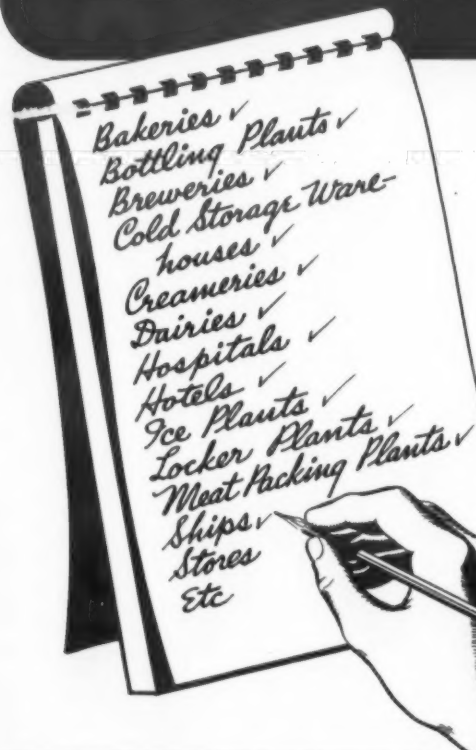 Bakeries ✓
Bottling Plants ✓
Breweries ✓
Cold Storage Ware-
houses ✓
Creameries ✓
Dairies ✓
Hospitals ✓
Hotels ✓
Ice Plants ✓
Locker Plants ✓
Meat Packing Plants ✓
Ships ✓
Stores
Etc